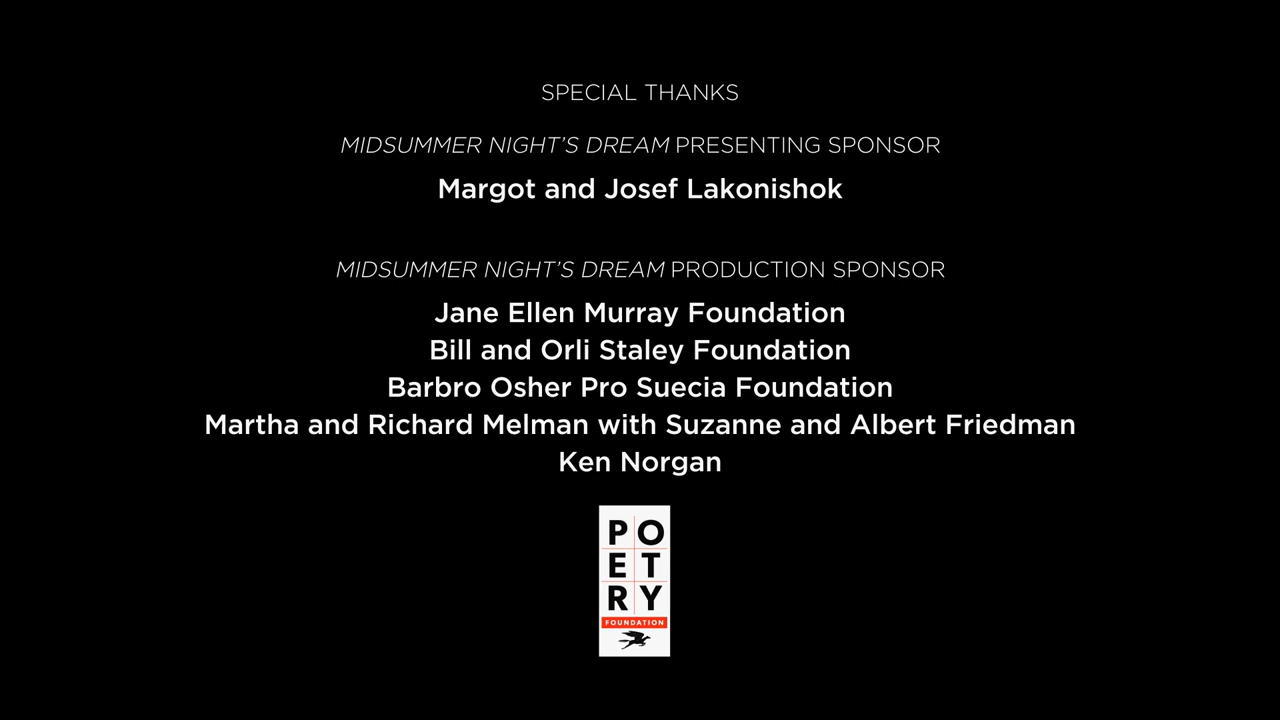 SPECIAL THANKS
MIDSUMMER NIGHT'S DREAM PRESENTING SPONSOR
Margot and Josef Lakonishok
MIDSUMMER NIGHT'S DREAM PRODUCTION SPONSOR
Jane Ellen Murray Foundation
Bill and Orli Staley Foundation
Barbro Osher Pro Suecia Foundation
Martha and Richard Melman with Suzanne and Albert Friedman
Ken Norgan
PO
ET
RY
FOUNDATION